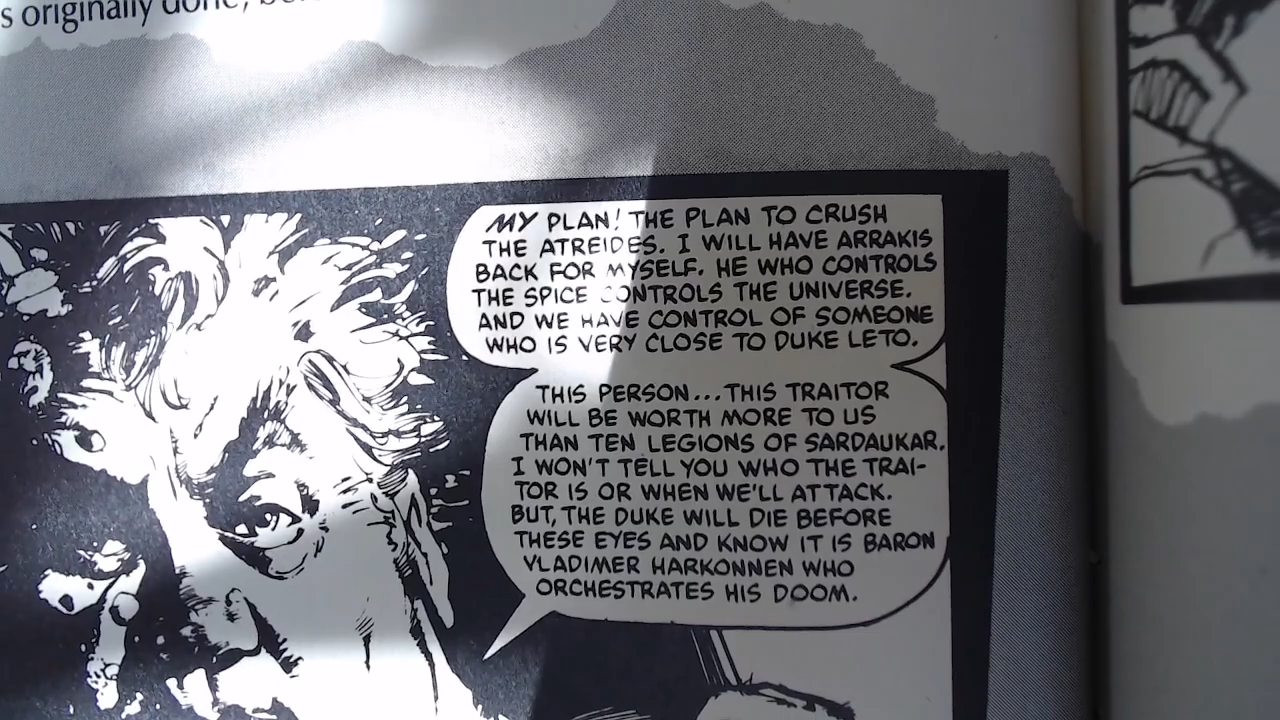 s originally done,
MY PLAN! THE PLAN TO CRUSH
THE ATREIDES. I WILL HAVE ARRAKIS
BACK FOR MYSELF. HE WHO CONTROLS
THE SPICE CONTROLS THE UNIVERSE.
AND WE HAVE CONTROL OF SOMEONE
WHO IS VERY CLOSE TO DUKE LETO.
THIS PERSON...THIS TRAITOR
WILL BE WORTH MORE TO US
THAN TEN LEGIONS OF SARDAUKAR.
I WON'T TELL YOU WHO THE TRAI-
TOR IS OR WHEN WE'LL ATTACK.
BUT, THE DUKE WILL DIE BEFORE
THESE EYES AND KNOW IT IS BARON
VLADIMER HARKONNEN WHO
ORCHESTRATES HIS DOOM.